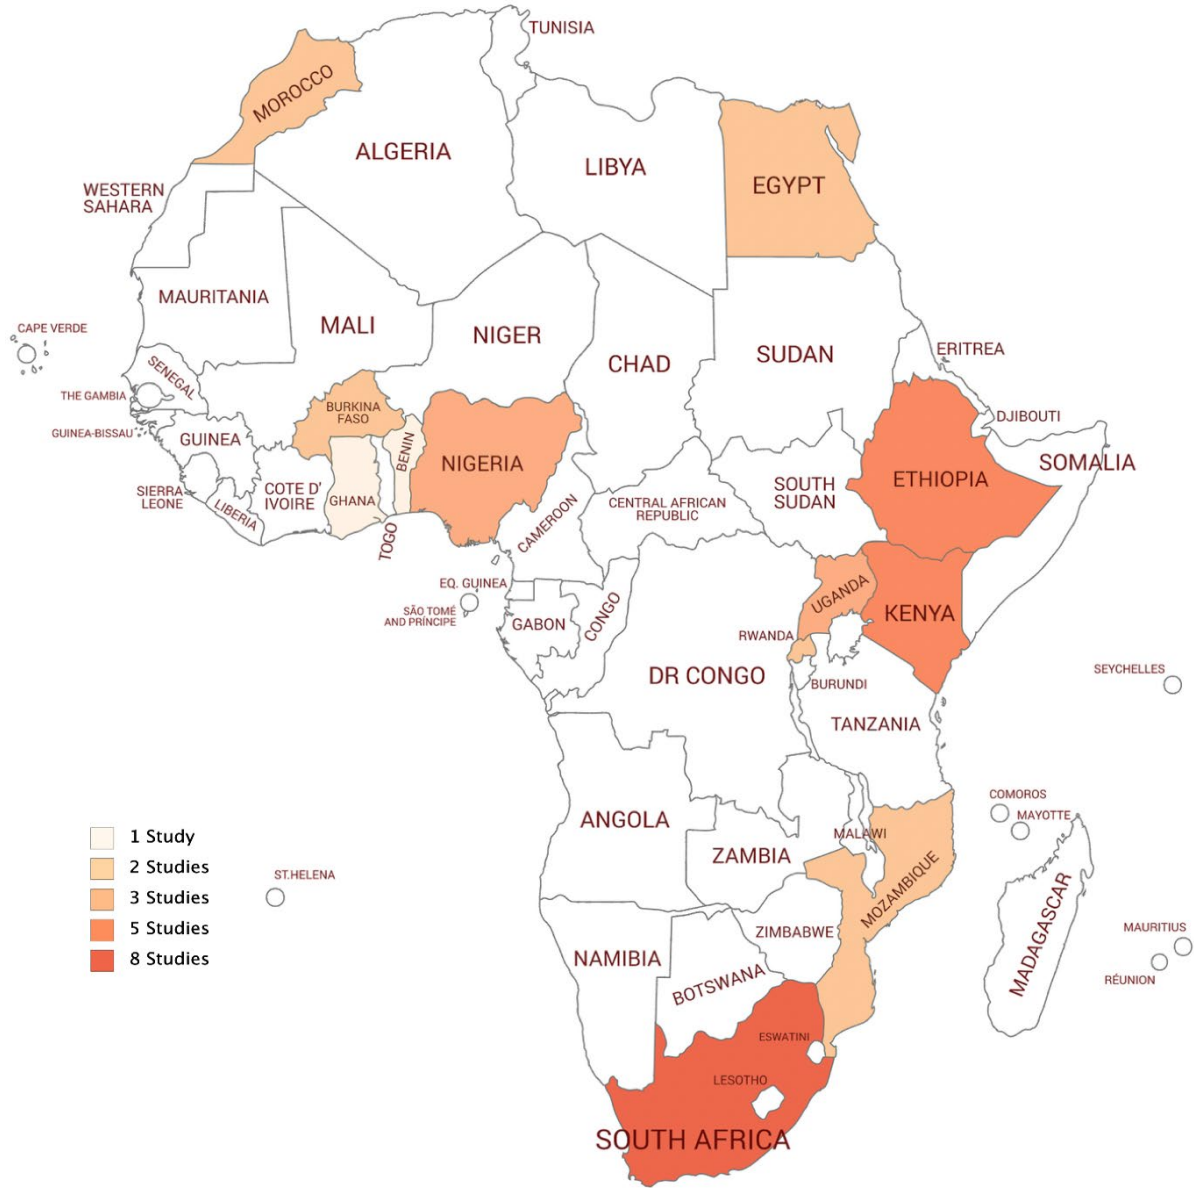 TUNISIA
MOROCCO
ALGERIA
LIBYA
EGYPT
WESTERN
SAHARA
MAURITANIA
MALI
NIGER
CHAD
SUDAN
ERITREA
CAPE VERDE
SENEGAL
THE GAMBIA
GUINEA-BISSAU
GUINEA
BURKINA
FASO
BENIN
NIGERIA
DJIBOUTI
SOMALIA
ETHIOPIA
SOUTH
SUDAN
SIERRA
LEONE
LIBERIA
COTE D'
IVOIRE
GHANA
TOGO
CAMEROON
CENTRAL AFRICAN
REPUBLIC
EQ. GUINEA
SÃO TOMÉ
AND PRÍNCIPE
GABON
CONGO
UGANDA
KENYA
RWANDA
DR CONGO
BURUNDI
TANZANIA
SEYCHELLES
COMOROS
MAYOTTE
ANGOLA
MALAWI
ZAMBIA
MOZAMBIQUE
MADAGASCAR
MAURITIUS
RÉUNION
1 Study
2 Studies
3 Studies
5 Studies
8 Studies
ST.HELENA
ZIMBABWE
NAMIBIA
BOTSWANA
ESWATINI
LESOTHO
SOUTH AFRICA